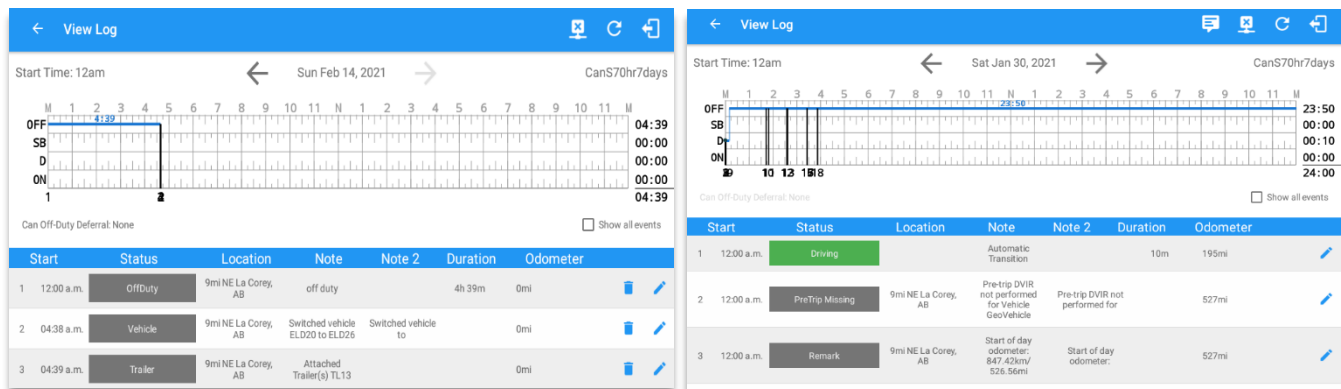 View Log
Start Time: 12am Sun Feb 14, 2021 CanS70hr7days
M 1 2 3 4 5 6 7 8 9 10 11 N 1 2 3 4 5 6 7 8 9 10 11 M
OFF 4:39 04:39
SB 00:00
D 00:00
ON 00:00
1 04:39
Can Off-Duty Deferral: None Show all events
Start Status Location Note Note 2 Duration Odometer
1 12:00 a.m. OffDuty 9mi NE La Corey, AB off duty 4h 39m 0mi
2 04:38 a.m. Vehicle 9mi NE La Corey, AB Switched vehicle ELD20 to ELD26 Switched vehicle to 0mi
3 04:39 a.m. Trailer 9mi NE La Corey, AB Attached Trailer(s) TL13 0mi
View Log
Start Time: 12am Sat Jan 30, 2021 CanS70hr7days
M 1 2 3 4 5 6 7 8 9 10 11 N 1 2 3 4 5 6 7 8 9 10 11 M
OFF 23:50 23:50
SB 00:00
D 00:10
ON 00:00
24:00
Can Off-Duty Deferral: None Show all events
Start Status Location Note Note 2 Duration Odometer
1 12:00 a.m. Driving Automatic Transition 10m 195mi
2 12:00 a.m. PreTrip Missing 9mi NE La Corey, AB Pre-trip DVIR not performed for Vehicle GeoVehicle Pre-trip DVIR not performed for 527mi
3 12:00 a.m. Remark 9mi NE La Corey, AB Start of day odometer: 847.42km/ 526.56mi Start of day odometer: 527mi